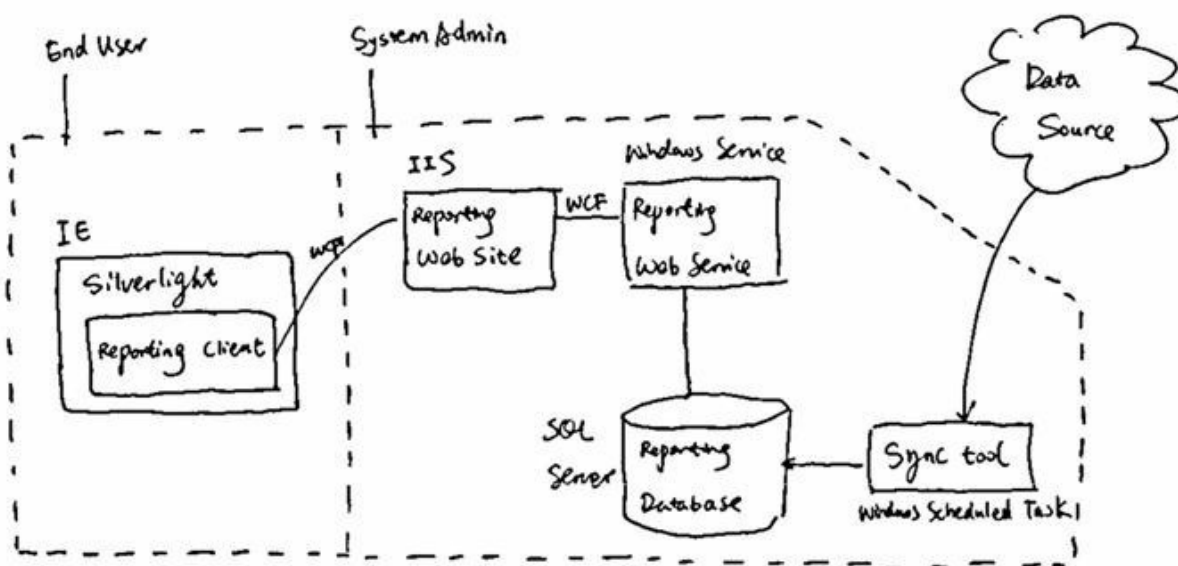 End User
System Admin
Data
Source
IIS
Windows Service
IE
WCF
Reporting
Web Site
WCF
Reporting
Web Service
Silverlight
Reporting Client
SQL
Server
Reporting
Database
Sync tool
Windows Scheduled Task